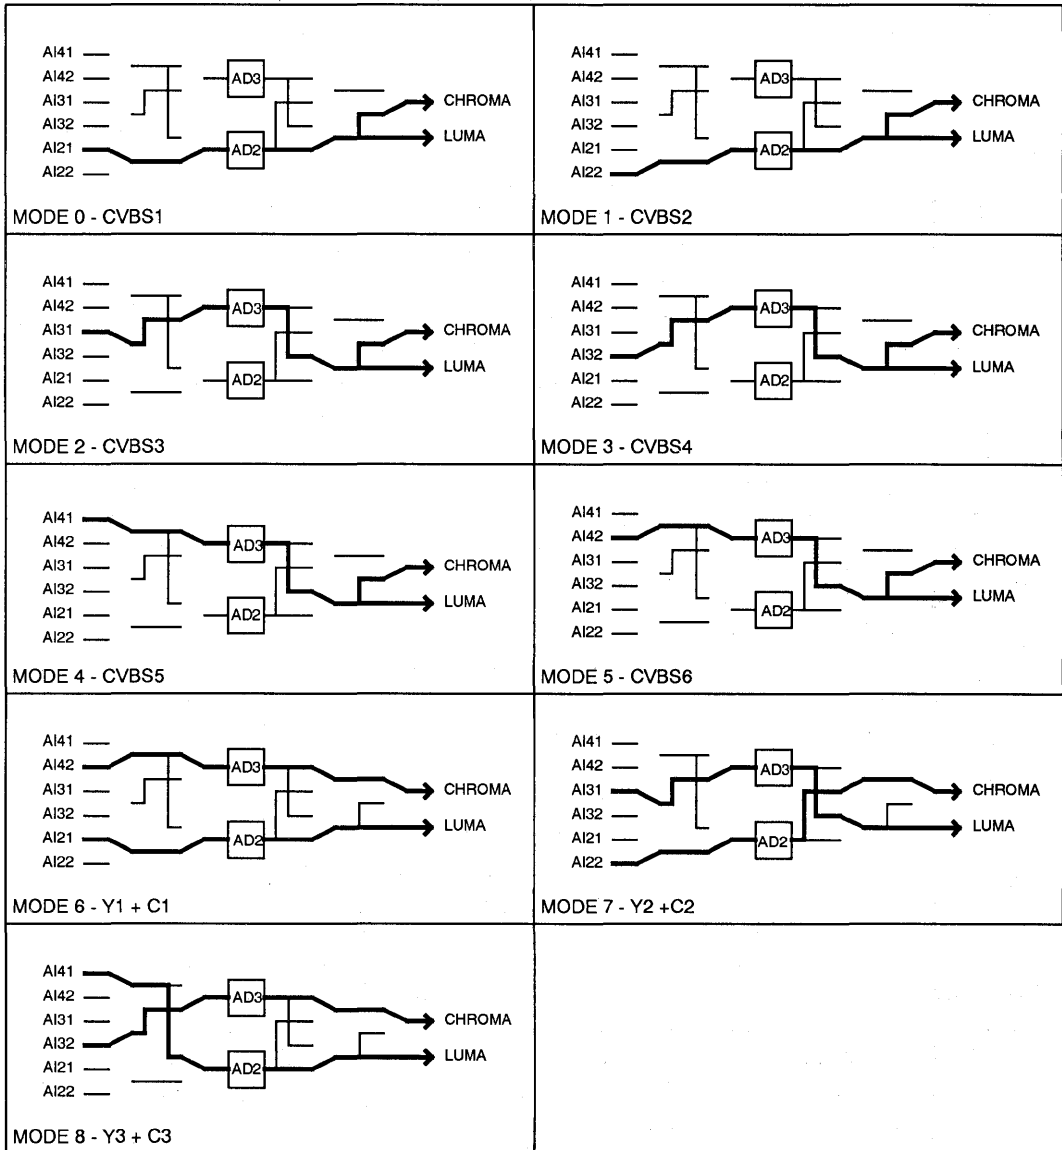 AI41
AI42
AI31
AI32
AI21
AI22
AD3
AD2
CHROMA
LUMA
MODE 0 - CVBS1
AI41
AI42
AI31
AI32
AI21
AI22
AD3
AD2
CHROMA
LUMA
MODE 1 - CVBS2
AI41
AI42
AI31
AI32
AI21
AI22
AD3
AD2
CHROMA
LUMA
MODE 2 - CVBS3
AI41
AI42
AI31
AI32
AI21
AI22
AD3
AD2
CHROMA
LUMA
MODE 3 - CVBS4
AI41
AI42
AI31
AI32
AI21
AI22
AD3
AD2
CHROMA
LUMA
MODE 4 - CVBS5
AI41
AI42
AI31
AI32
AI21
AI22
AD3
AD2
CHROMA
LUMA
MODE 5 - CVBS6
AI41
AI42
AI31
AI32
AI21
AI22
AD3
AD2
CHROMA
LUMA
MODE 6 - Y1 + C1
AI41
AI42
AI31
AI32
AI21
AI22
AD3
AD2
CHROMA
LUMA
MODE 7 - Y2 +C2
AI41
AI42
AI31
AI32
AI21
AI22
AD3
AD2
CHROMA
LUMA
MODE 8 - Y3 + C3